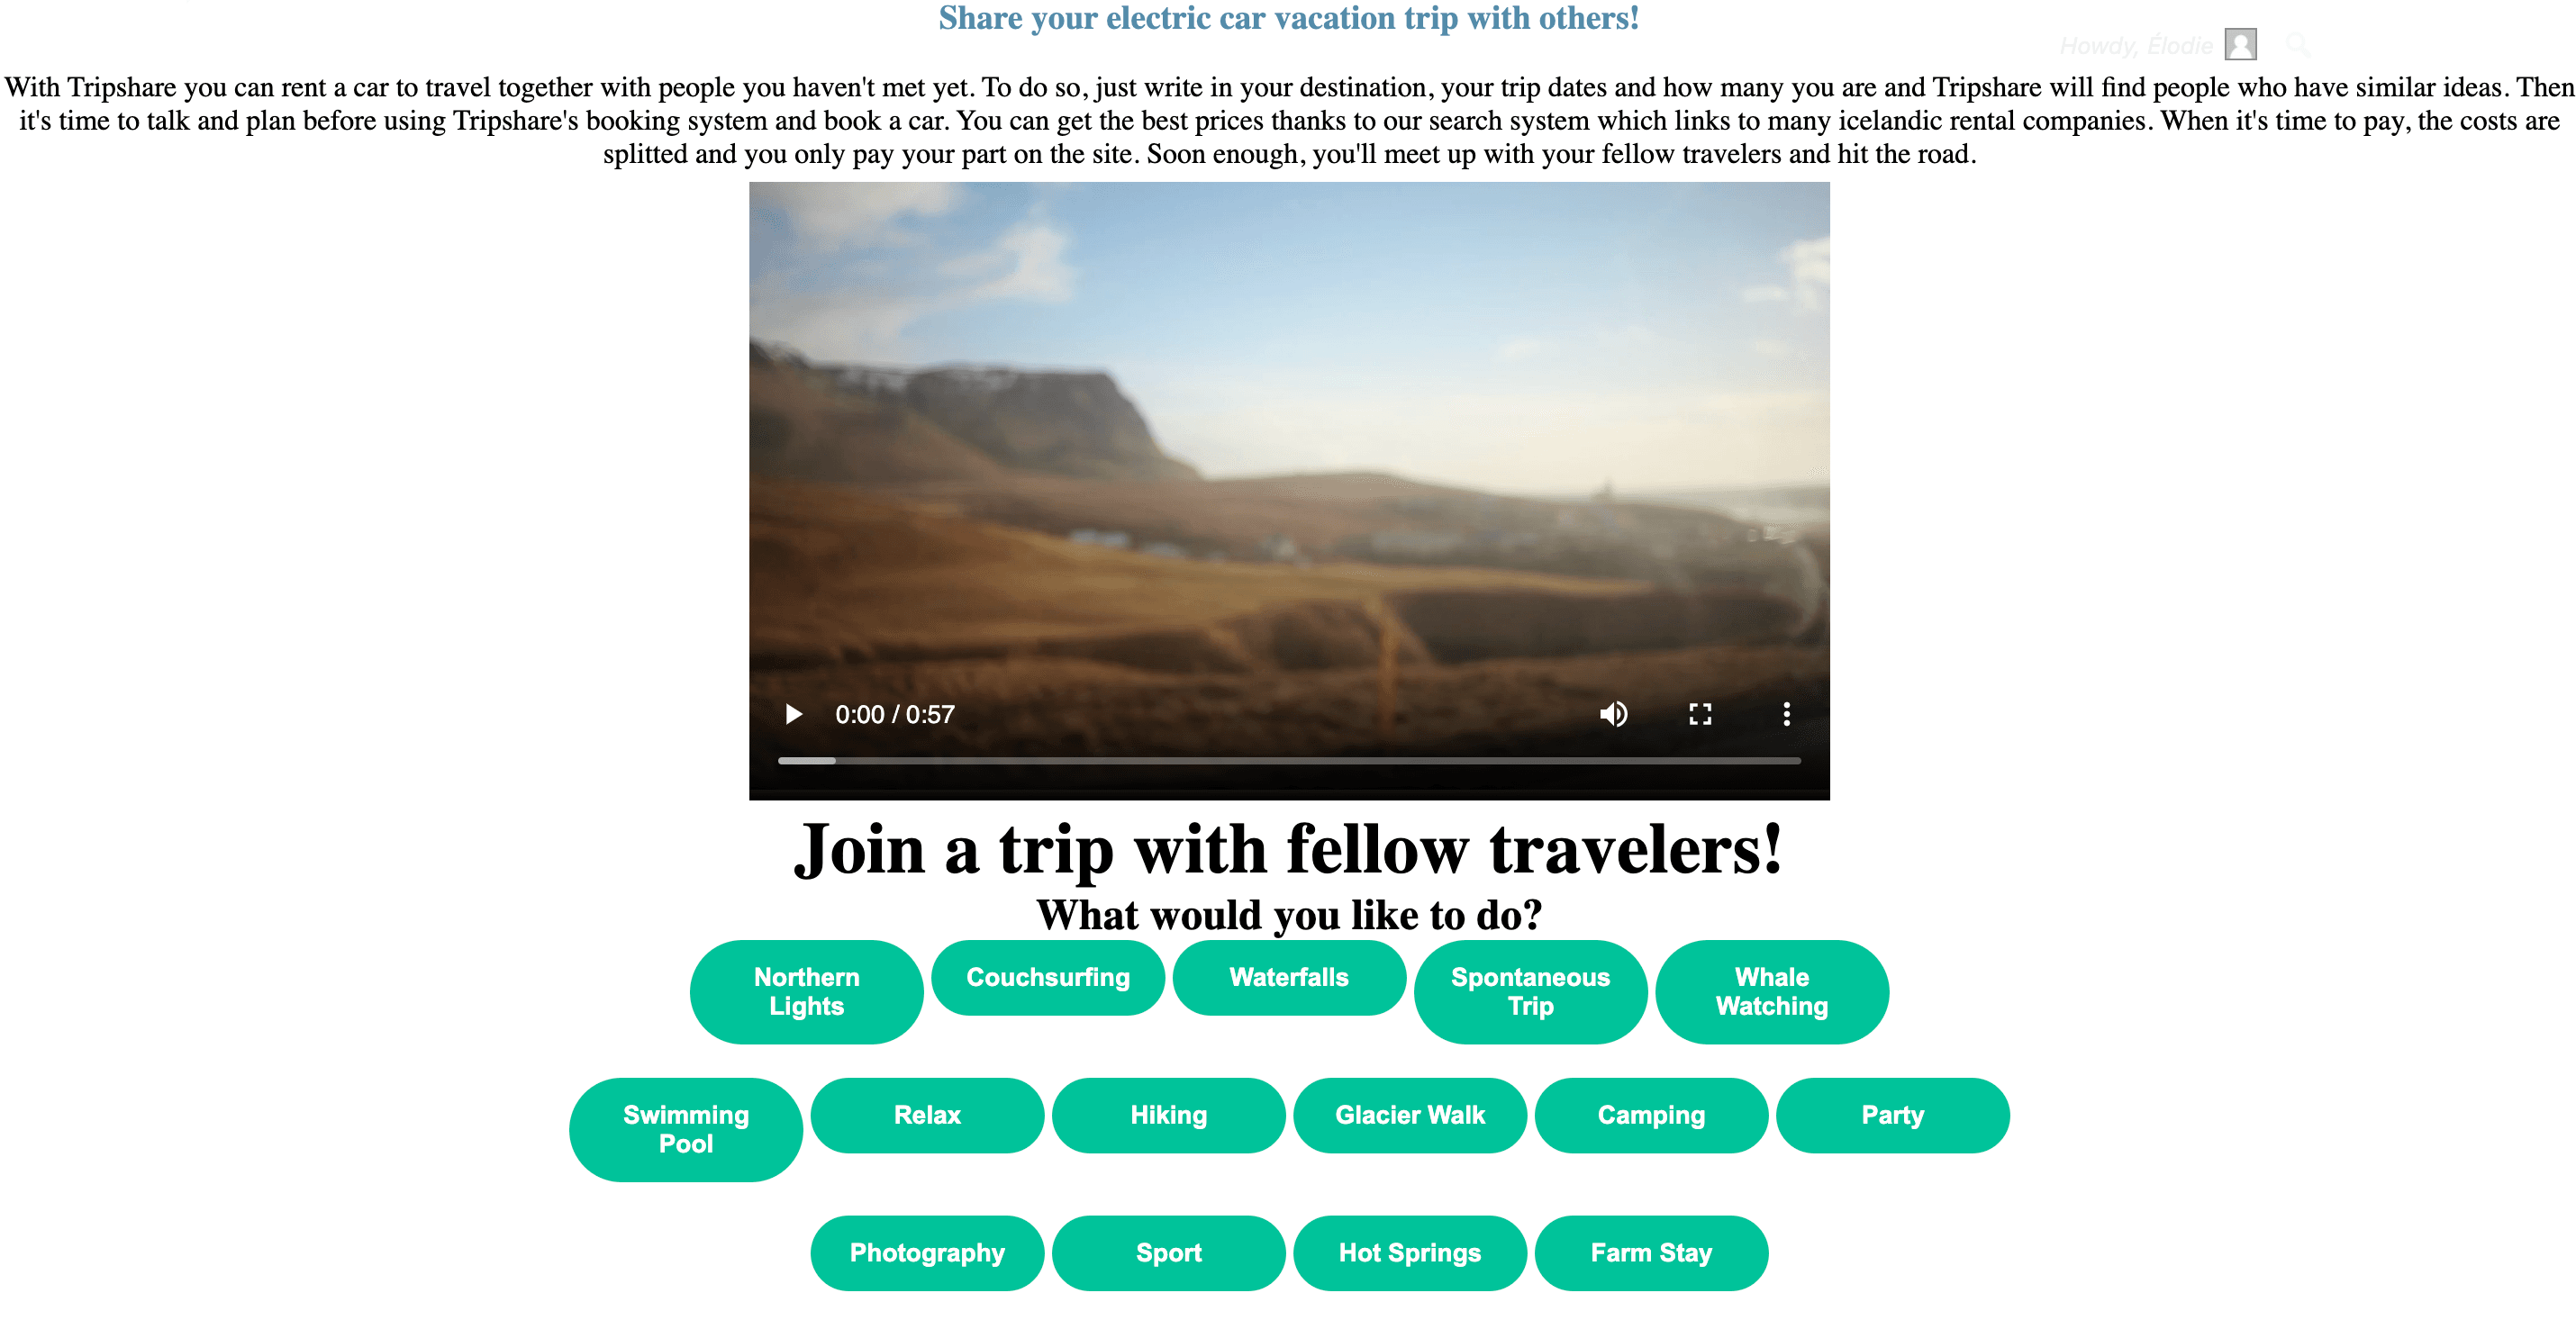 Share your electric car vacation trip with others!
Howdy, Élodie
With Tripshare you can rent a car to travel together with people you haven't met yet. To do so, just write in your destination, your trip dates and how many you are and Tripshare will find people who have similar ideas. Then
it's time to talk and plan before using Tripshare's booking system and book a car. You can get the best prices thanks to our search system which links to many icelandic rental companies. When it's time to pay, the costs are
splitted and you only pay your part on the site. Soon enough, you'll meet up with your fellow travelers and hit the road.
0:00 / 0:57
Join a trip with fellow travelers!
What would you like to do?
Northern
Lights
Couchsurfing
Waterfalls
Spontaneous
Trip
Whale
Watching
Swimming
Pool
Relax
Hiking
Glacier Walk
Camping
Party
Photography
Sport
Hot Springs
Farm Stay